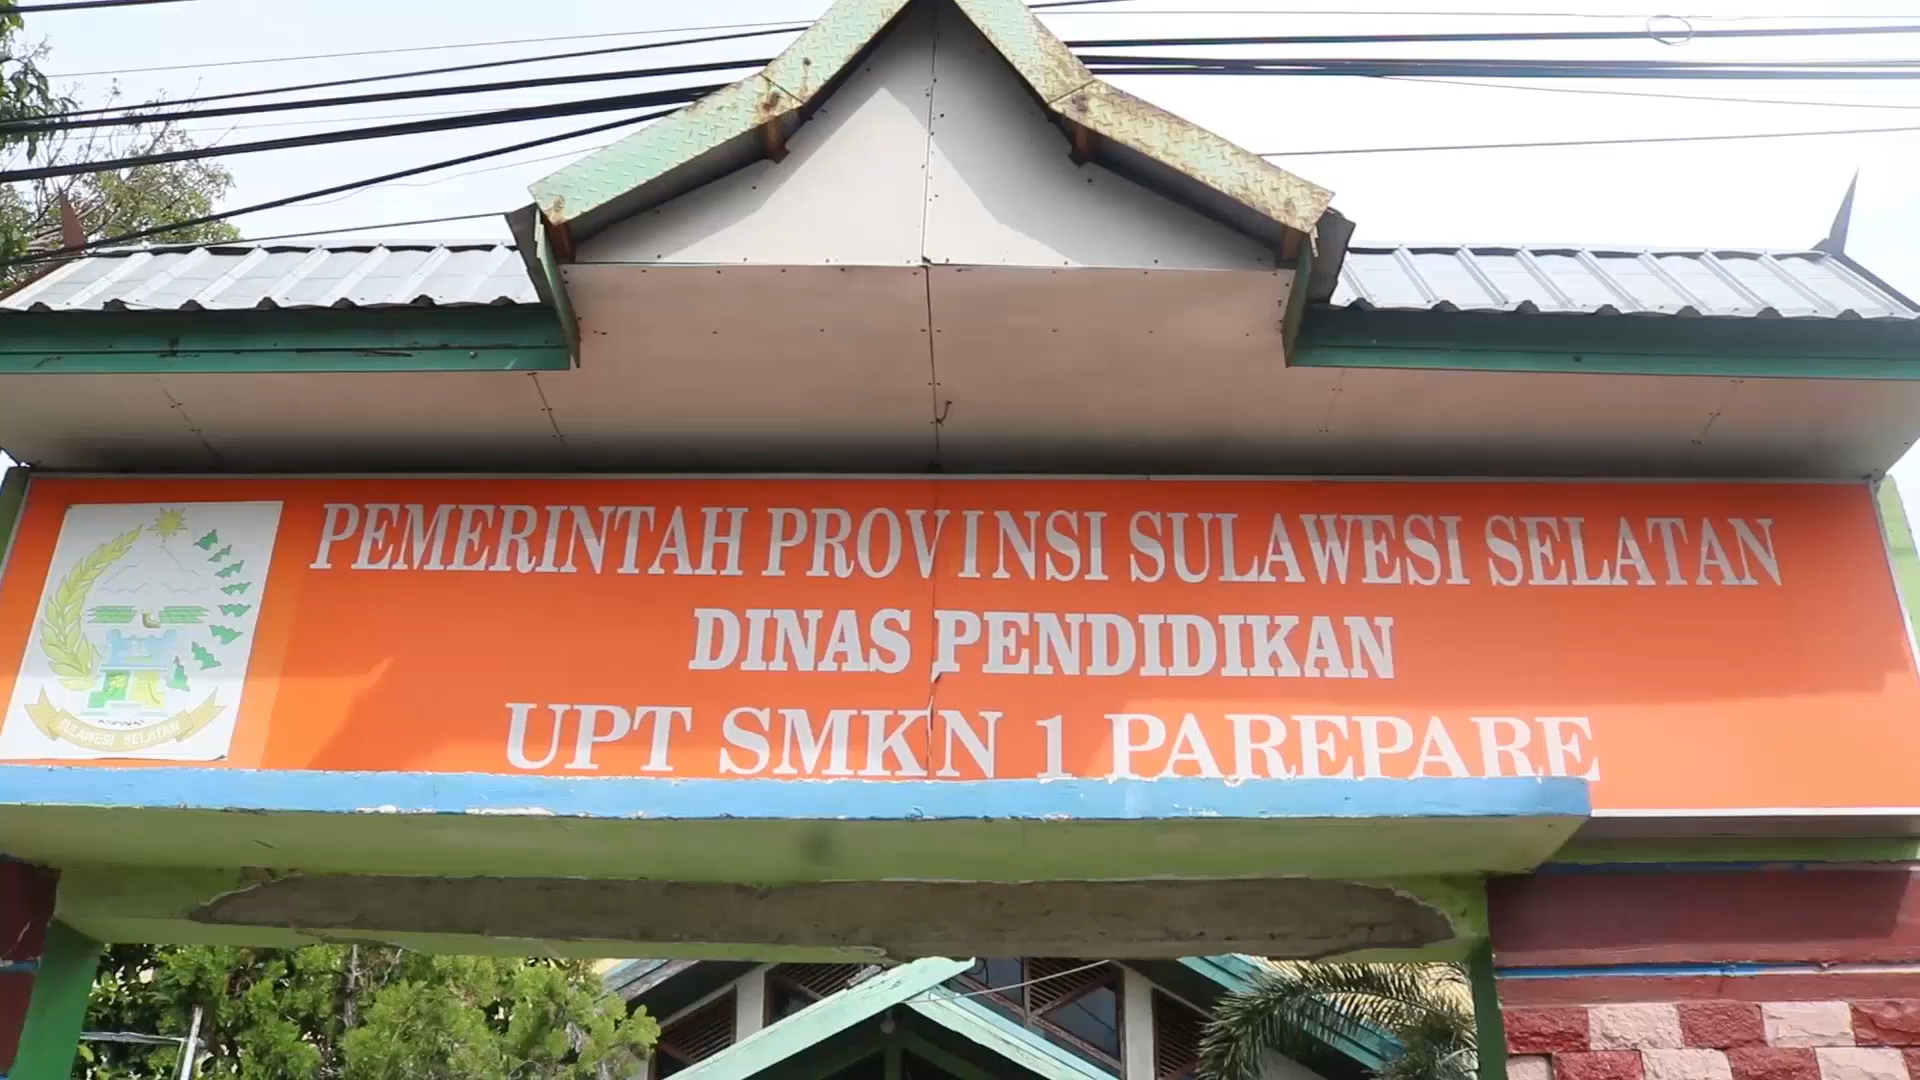 PEMERINTAH PROVINSI SULAWESI SELATAN
DINAS PENDIDIKAN
UPT SMKN 1 PAREPARE
SULAWESI SELATAN